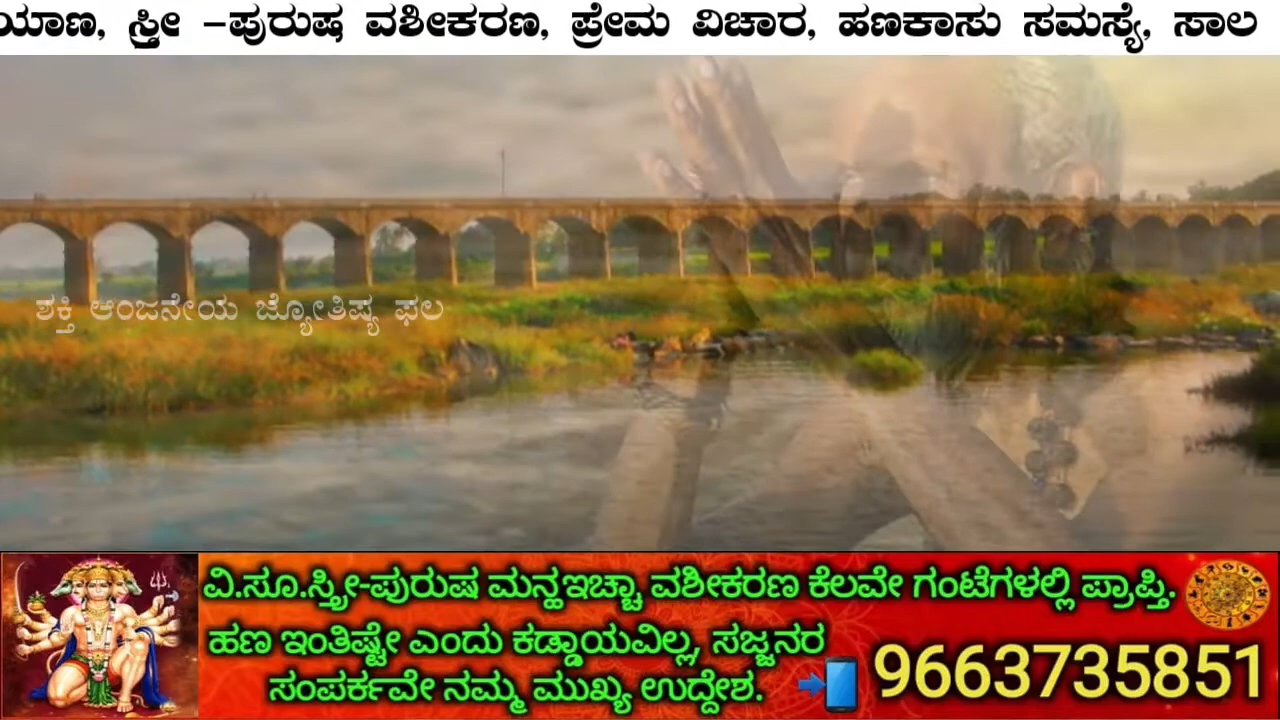 ಯಾಣ, ಸ್ತ್ರೀ -ಪುರುಷ ವಶೀಕರಣ, ಪ್ರೇಮ ವಿಚಾರ, ಹಣಕಾಸು ಸಮಸ್ಯೆ, ಸಾಲ
ಶಕ್ತಿ ಆಂಜನೇಯ ಜ್ಯೋತಿಷ್ಯ ಫಲ
ವಿ.ಸೂ.ಸ್ತ್ರೀ-ಪುರುಷ ಮನ್ಹಇಚ್ಛಾ ವಶೀಕರಣ ಕೆಲವೇ ಗಂಟೆಗಳಲ್ಲಿ ಪ್ರಾಪ್ತಿ.
ಹಣ ಇಂತಿಷ್ಟೇ ಎಂದು ಕಡ್ಡಾಯವಿಲ್ಲ, ಸಜ್ಜನರ
ಸಂಪರ್ಕವೇ ನಮ್ಮ ಮುಖ್ಯ ಉದ್ದೇಶ.
9663735851